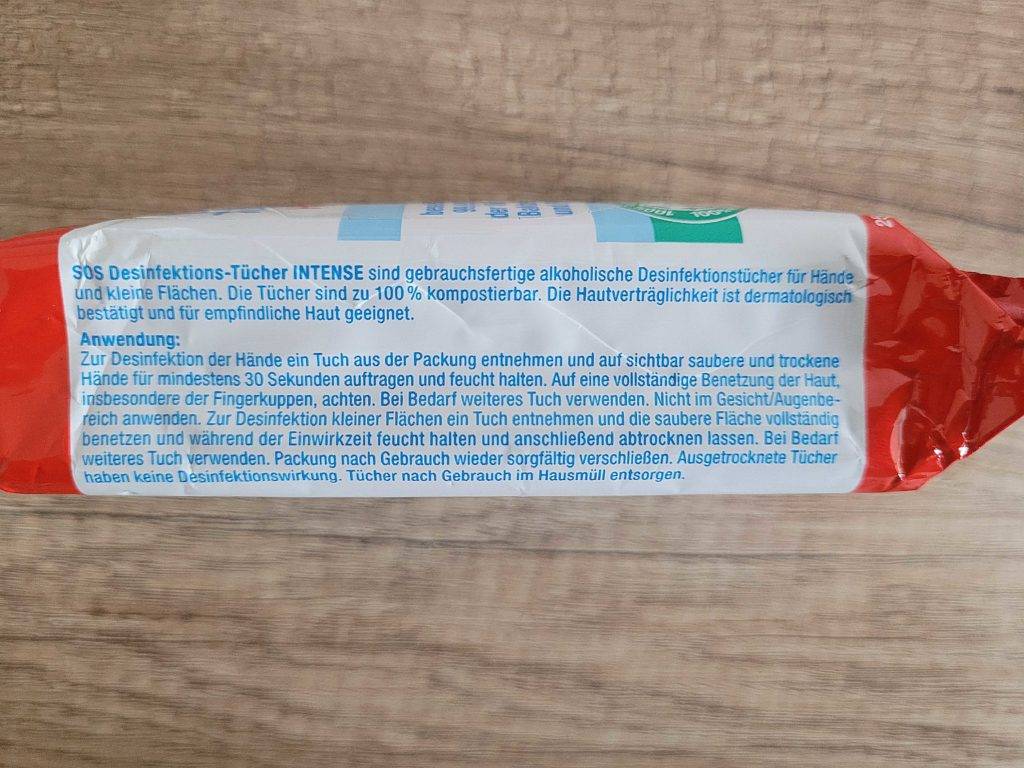 SOS Desinfektions-Tücher INTENSE sind gebrauchsfertige alkoholische Desinfektionstücher für Hände
und kleine Flächen. Die Tücher sind zu 100 % kompostierbar. Die Hautverträglichkeit ist dermatologisch
bestätigt und für empfindliche Haut geeignet.
Anwendung:
Zur Desinfektion der Hände ein Tuch aus der Packung entnehmen und auf sichtbar saubere und trockene
Hände für mindestens 30 Sekunden auftragen und feucht halten. Auf eine vollständige Benetzung der Haut,
insbesondere der Fingerkuppen, achten. Bei Bedarf weiteres Tuch verwenden. Nicht im Gesicht/Augenbe-
reich anwenden. Zur Desinfektion kleiner Flächen ein Tuch entnehmen und die saubere Fläche vollständig
benetzen und während der Einwirkzeit feucht halten und anschließend abtrocknen lassen. Bei Bedarf
weiteres Tuch verwenden. Packung nach Gebrauch wieder sorgfältig verschließen. Ausgetrocknete Tücher
haben keine Desinfektionswirkung. Tücher nach Gebrauch im Hausmüll entsorgen.